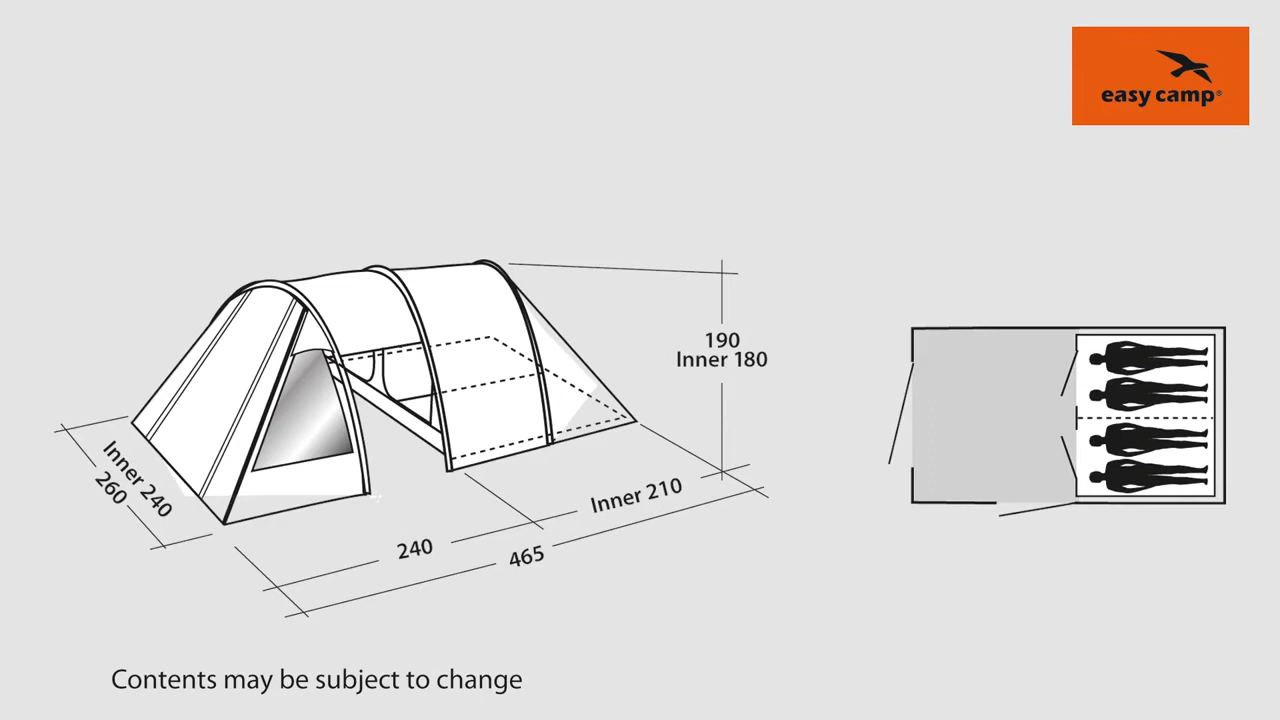 easy camp®
190
Inner 180
Inner 240
260
Inner 210
240
465
Contents may be subject to change